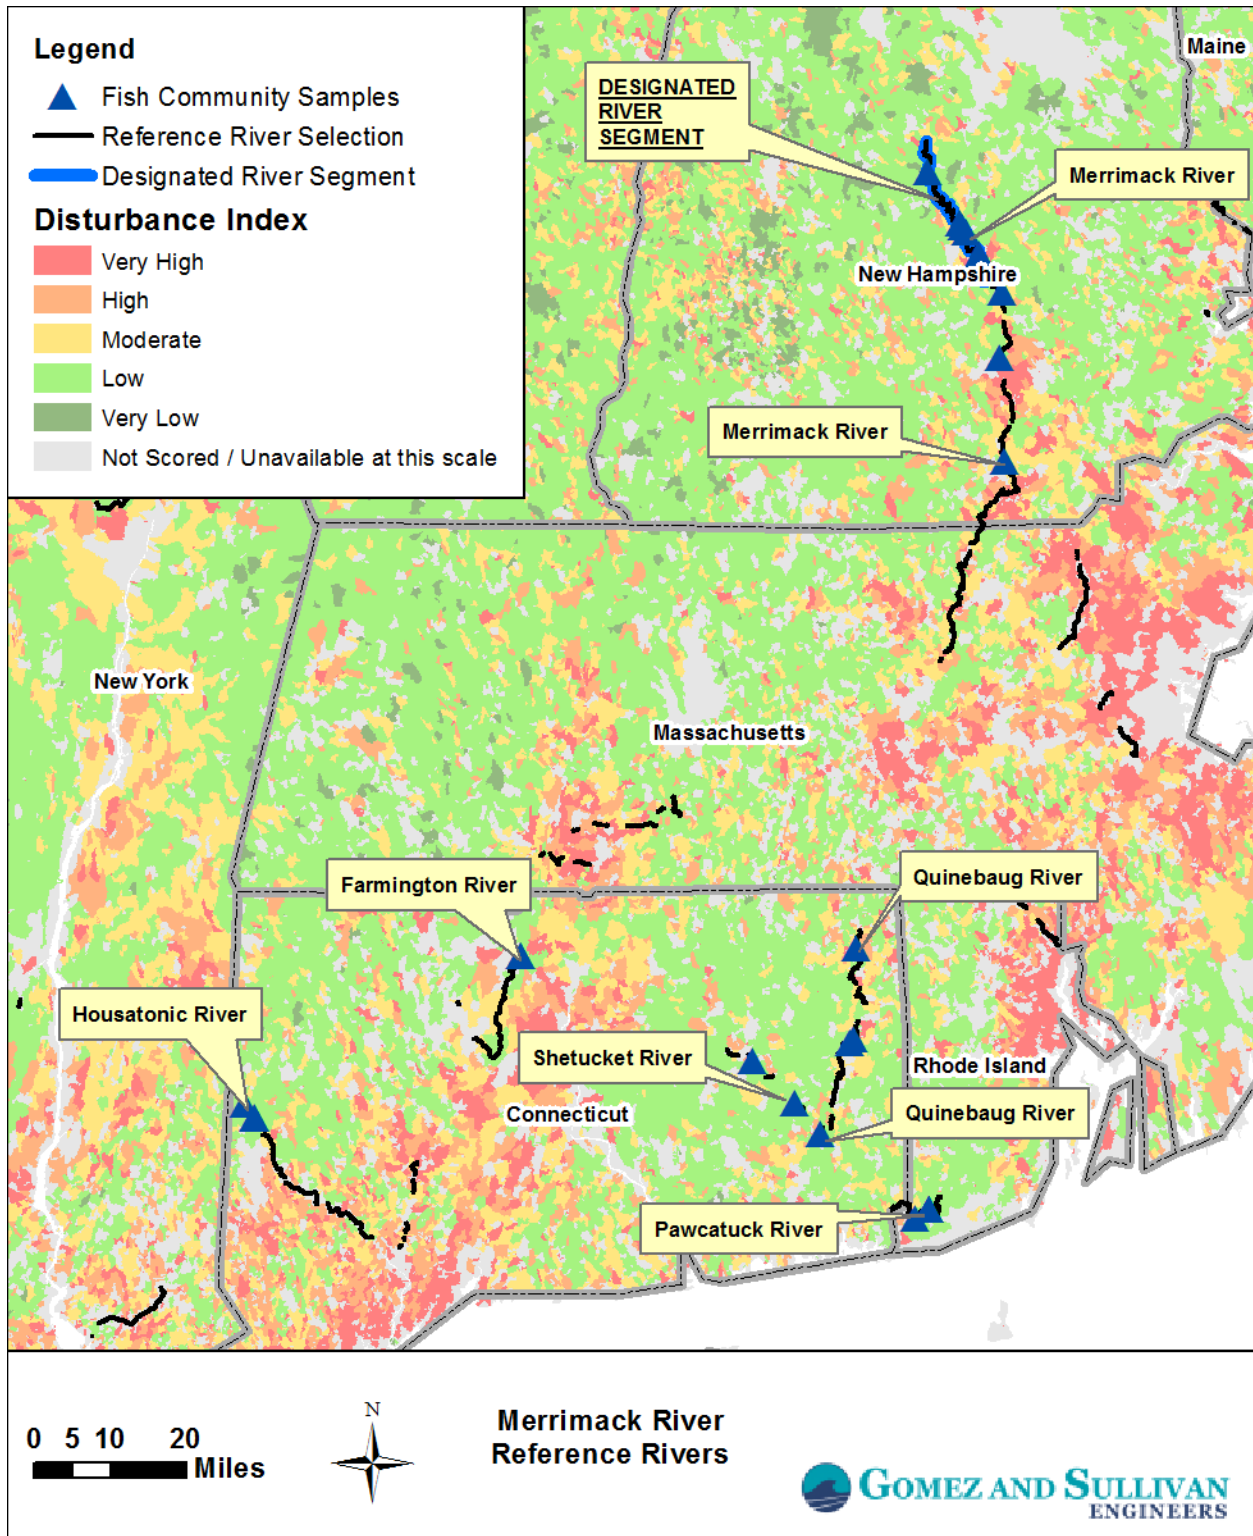 Legend
Fish Community Samples
Reference River Selection
Designated River Segment
Disturbance Index
Very High
High
Moderate
Low
Very Low
Not Scored / Unavailable at this scale
Maine
DESIGNATED
RIVER
SEGMENT
Merrimack River
New Hampshire
Merrimack River
New York
Massachusetts
Farmington River
Quinebaug River
Housatonic River
Shetucket River
Rhode Island
Connecticut
Quinebaug River
Pawcatuck River
0 5 10 20
Miles
N
Merrimack River
Reference Rivers
GOMEZ AND SULLIVAN
ENGINEERS